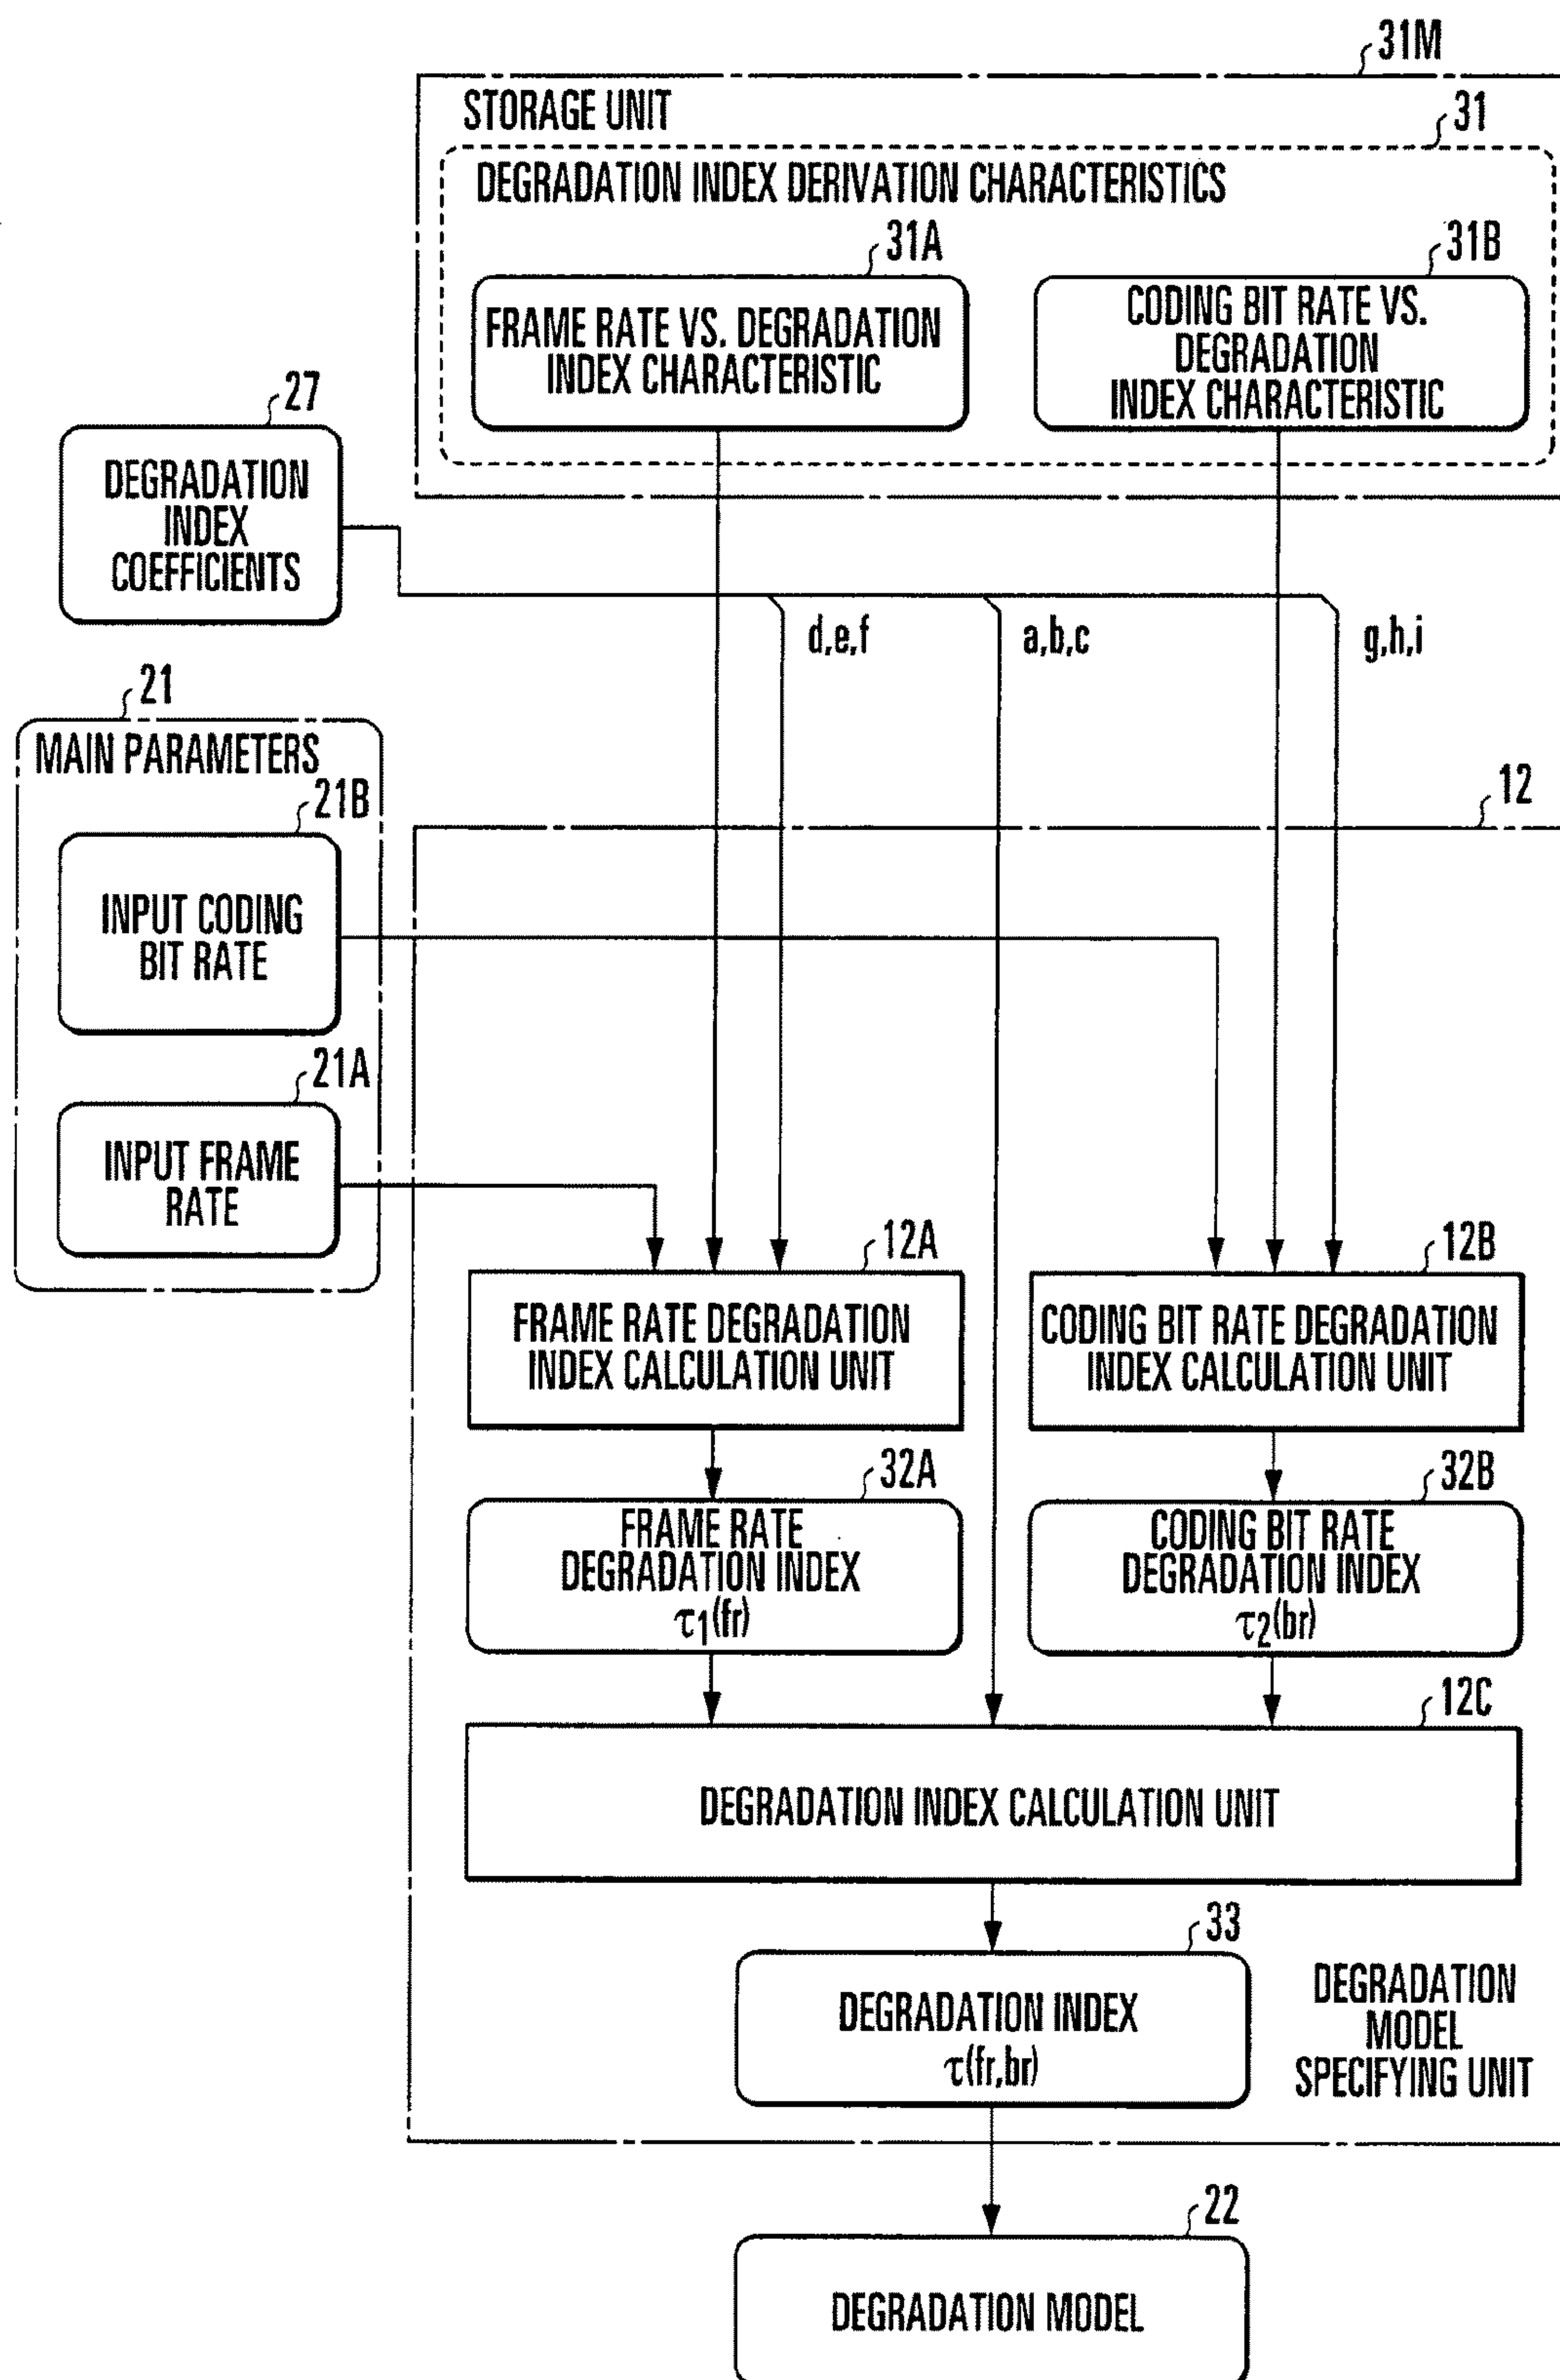 31M
STORAGE UNIT
31
DEGRADATION INDEX DERIVATION CHARACTERISTICS
31A
31B
FRAME RATE VS. DEGRADATION
INDEX CHARACTERISTIC
CODING BIT RATE VS.
DEGRADATION
INDEX CHARACTERISTIC
27
DEGRADATION
INDEX
COEFFICIENTS
d,e,f
a,b,c
g,h,i
21
MAIN PARAMETERS
21B
INPUT CODING
BIT RATE
21A
INPUT FRAME
RATE
12
12A
FRAME RATE DEGRADATION
INDEX CALCULATION UNIT
12B
CODING BIT RATE DEGRADATION
INDEX CALCULATION UNIT
32A
FRAME RATE
DEGRADATION INDEX
τ1(fr)
32B
CODING BIT RATE
DEGRADATION INDEX
τ2(br)
12C
DEGRADATION INDEX CALCULATION UNIT
33
DEGRADATION INDEX
τ(fr,br)
DEGRADATION
MODEL
SPECIFYING UNIT
22
DEGRADATION MODEL